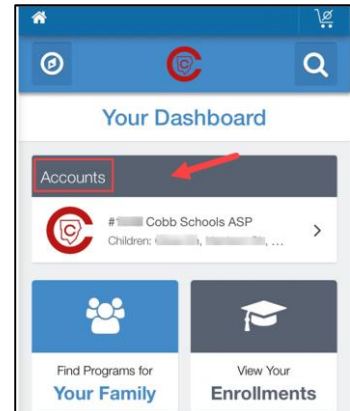 Your Dashboard
Accounts
Cobb Schools ASP
Children:
Find Programs for
Your Family
View Your
Enrollments